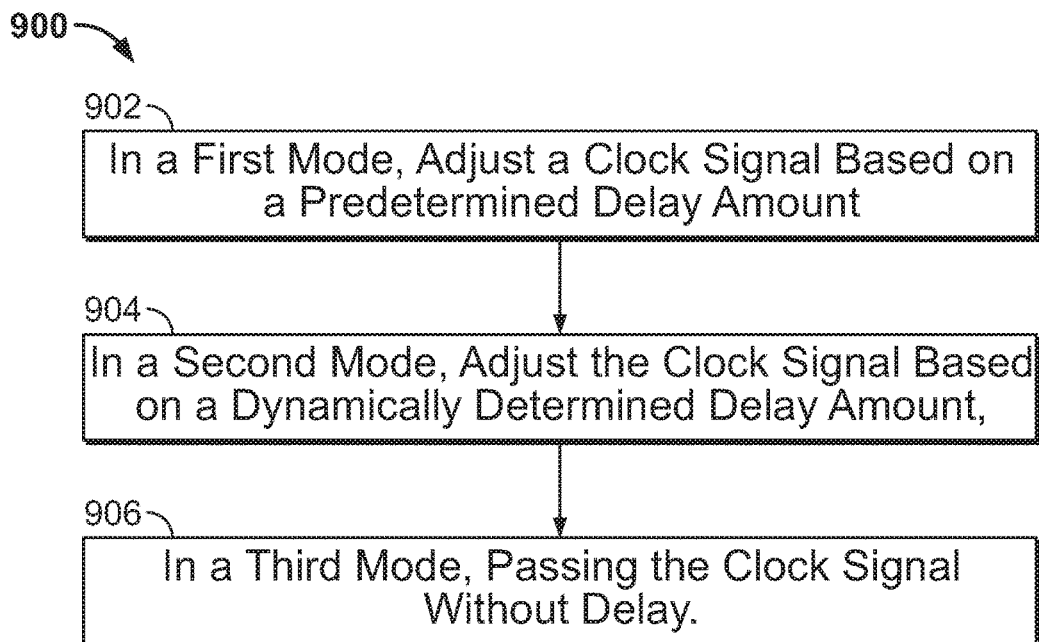 900
902
In a First Mode, Adjust a Clock Signal Based on
a Predetermined Delay Amount
904
In a Second Mode, Adjust the Clock Signal Based
on a Dynamically Determined Delay Amount,
906
In a Third Mode, Passing the Clock Signal
Without Delay.